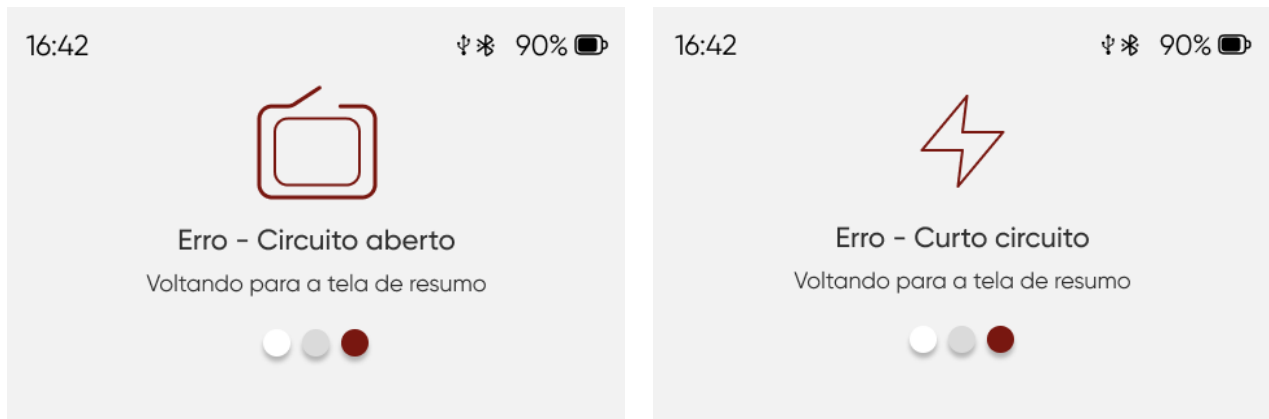 16:42 90%
Erro - Circuito aberto
Voltando para a tela de resumo
16:42 90%
Erro - Curto circuito
Voltando para a tela de resumo